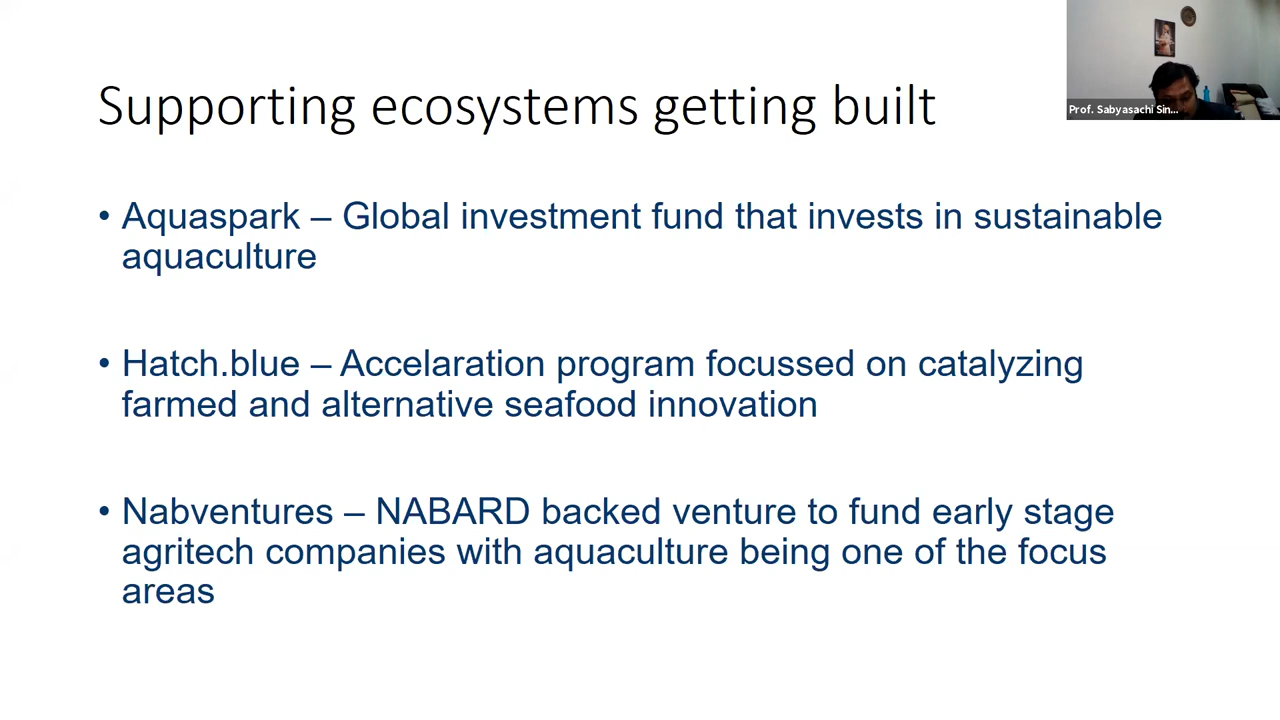 Supporting ecosystems getting built
Prof. Sabyasachi Sin...
• Aquaspark – Global investment fund that invests in sustainable
aquaculture
• Hatch.blue – Accelaration program focussed on catalyzing
farmed and alternative seafood innovation
• Nabventures – NABARD backed venture to fund early stage
agritech companies with aquaculture being one of the focus
areas